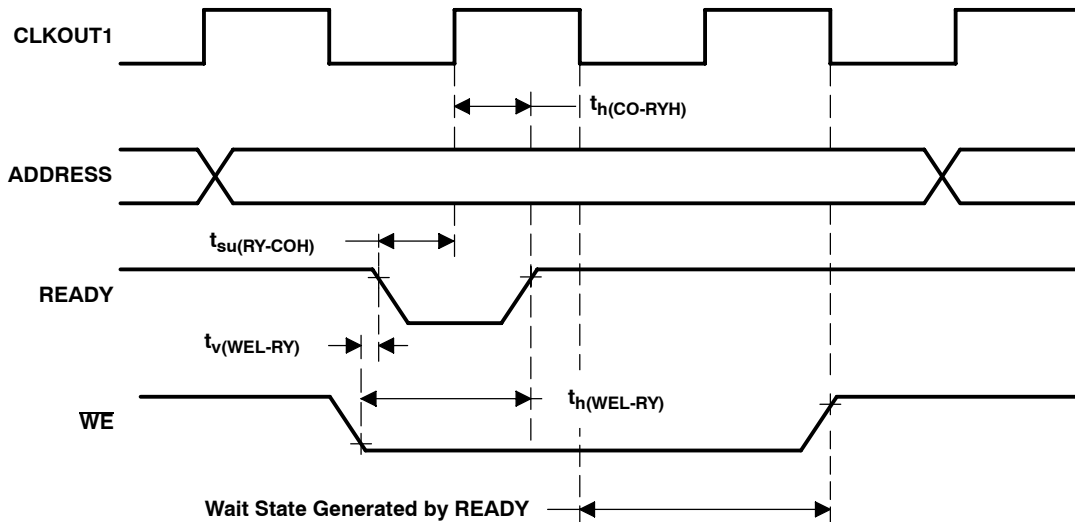 CLKOUT1
th(CO-RYH)
ADDRESS
tsu(RY-COH)
READY
tv(WEL-RY)
th(WEL-RY)
WE
Wait State Generated by READY